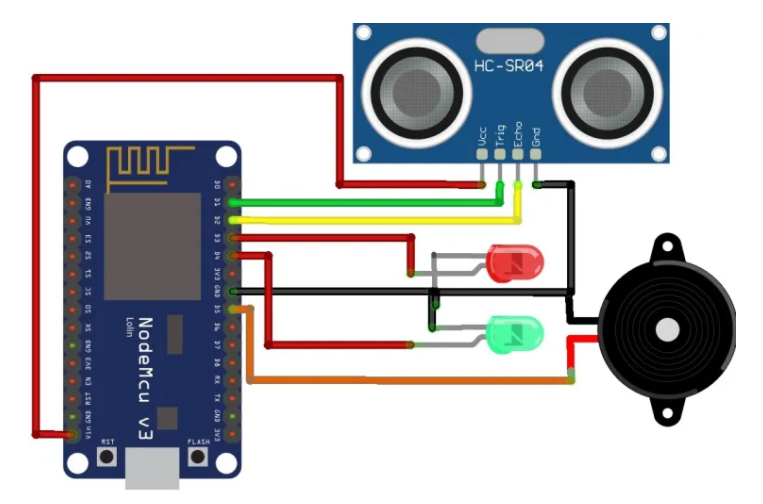 HC-SR04
Vcc
Trig
Echo
Gnd
A0
GND
VU
S3
S2
S1
SC
SO
SK
GND
3V3
EN
RST
GND
Vin
D0
D1
D2
D3
D4
3V3
GND
D5
D6
D7
D8
RX
TX
GND
3V3
NodeMcu v3
Lolin
RST
FLASH